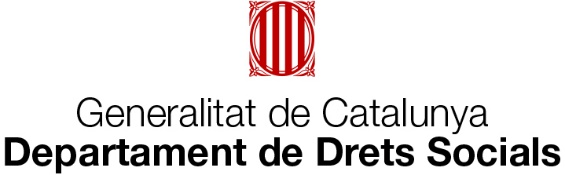 Generalitat de Catalunya
Departament de Drets Socials